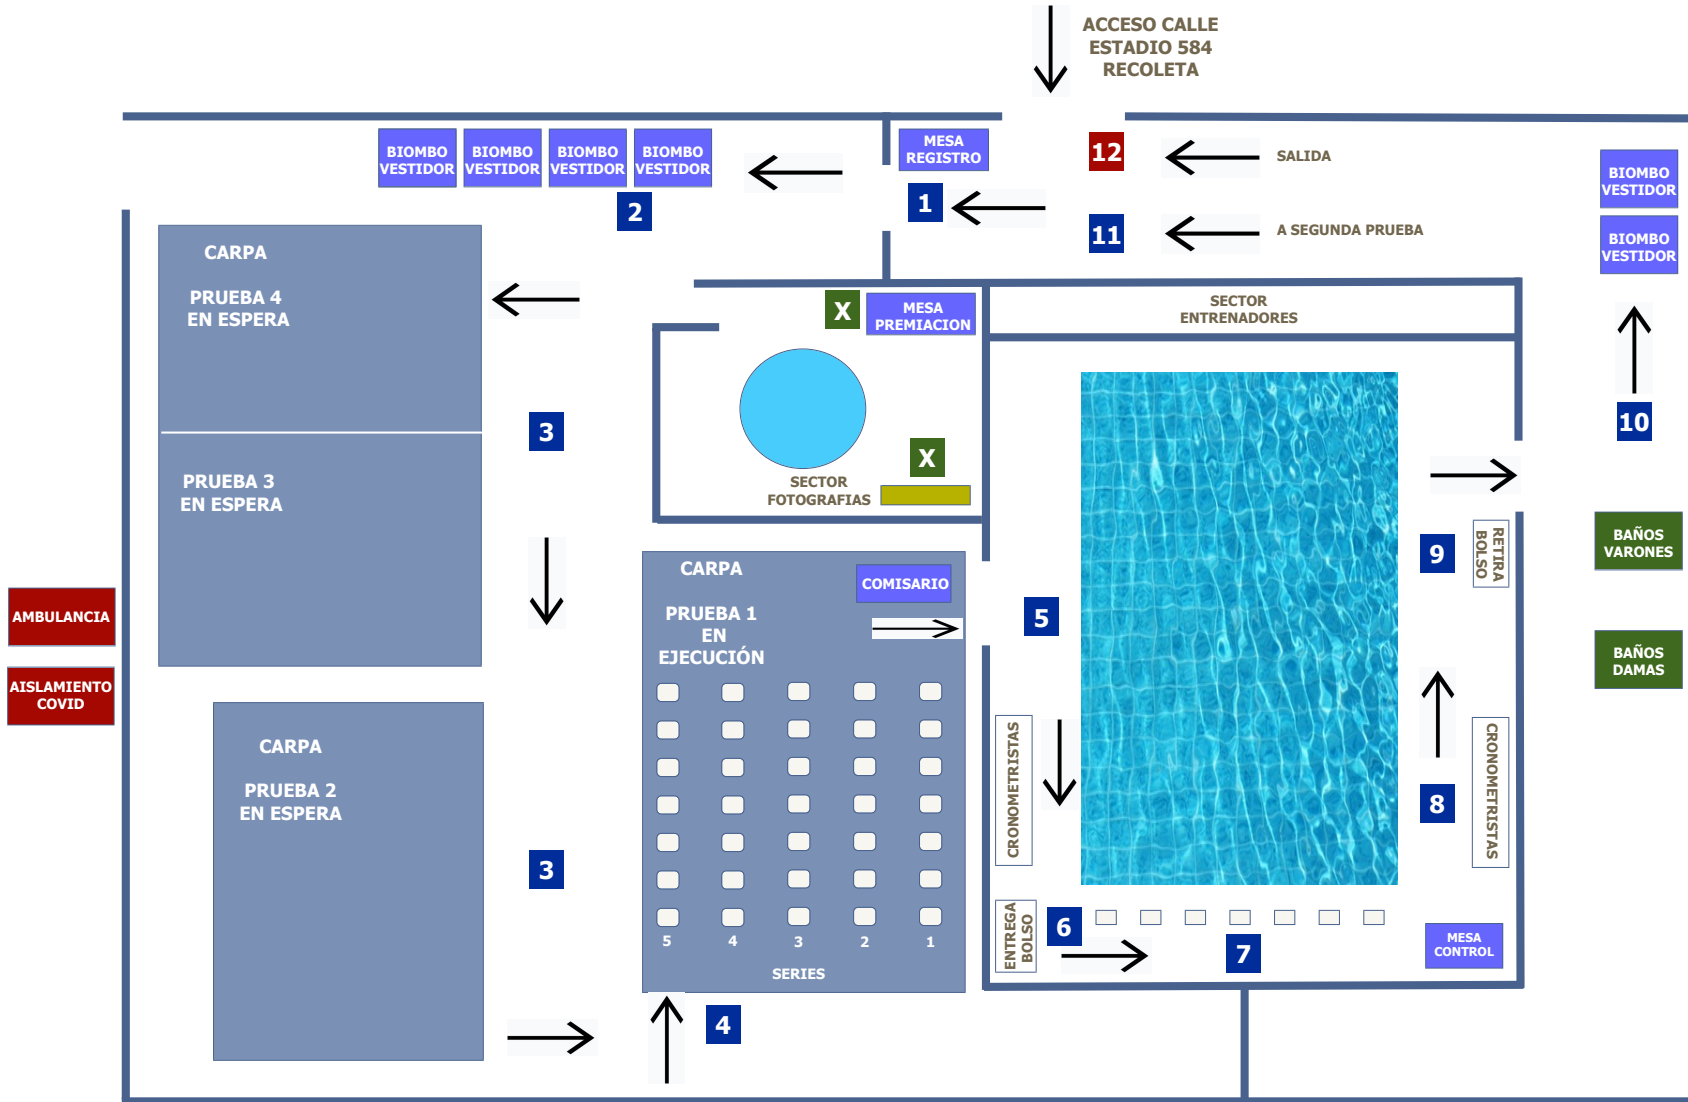 ACCESO CALLE
ESTADIO 584
RECOLETA
BIOMBO
VESTIDOR
BIOMBO
VESTIDOR
BIOMBO
VESTIDOR
BIOMBO
VESTIDOR
MESA
REGISTRO
12
SALIDA
BIOMBO
VESTIDOR
2
1
11
A SEGUNDA PRUEBA
BIOMBO
VESTIDOR
CARPA
PRUEBA 4
EN ESPERA
X
MESA
PREMIACION
SECTOR
ENTRENADORES
3
10
PRUEBA 3
EN ESPERA
X
SECTOR
FOTOGRAFIAS
9
RETIRA
BOLSO
BAÑOS
VARONES
CARPA
COMISARIO
PRUEBA 1
EN
EJECUCIÓN
5
AMBULANCIA
AISLAMIENTO
COVID
BAÑOS
DAMAS
CARPA
PRUEBA 2
EN ESPERA
CRONOMETRISTAS
8
CRONOMETRISTAS
3
5
4
3
2
1
SERIES
ENTREGA
BOLSO
6
7
MESA
CONTROL
4